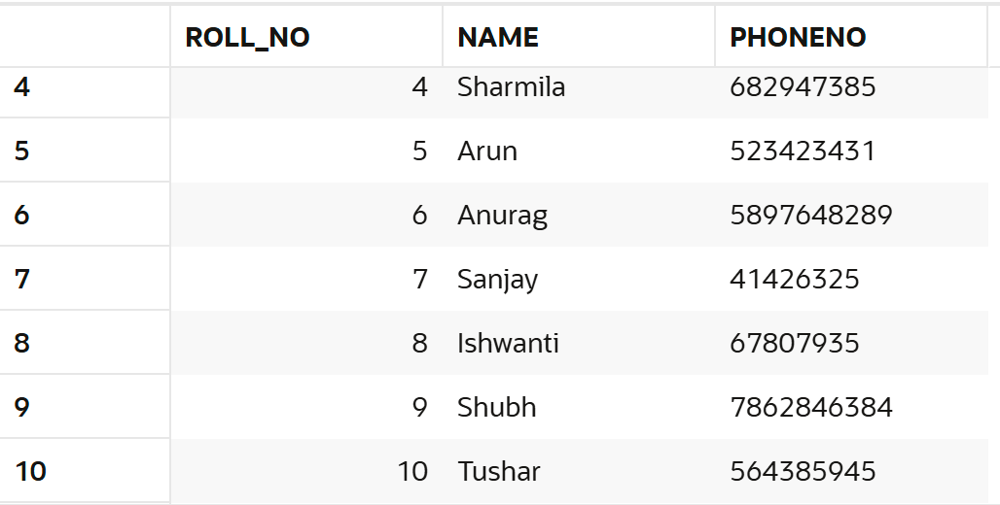 ROLL_NO NAME PHONENO
4 4 Sharmila 682947385
5 5 Arun 523423431
6 6 Anurag 5897648289
7 7 Sanjay 41426325
8 8 Ishwanti 67807935
9 9 Shubh 7862846384
10 10 Tushar 564385945